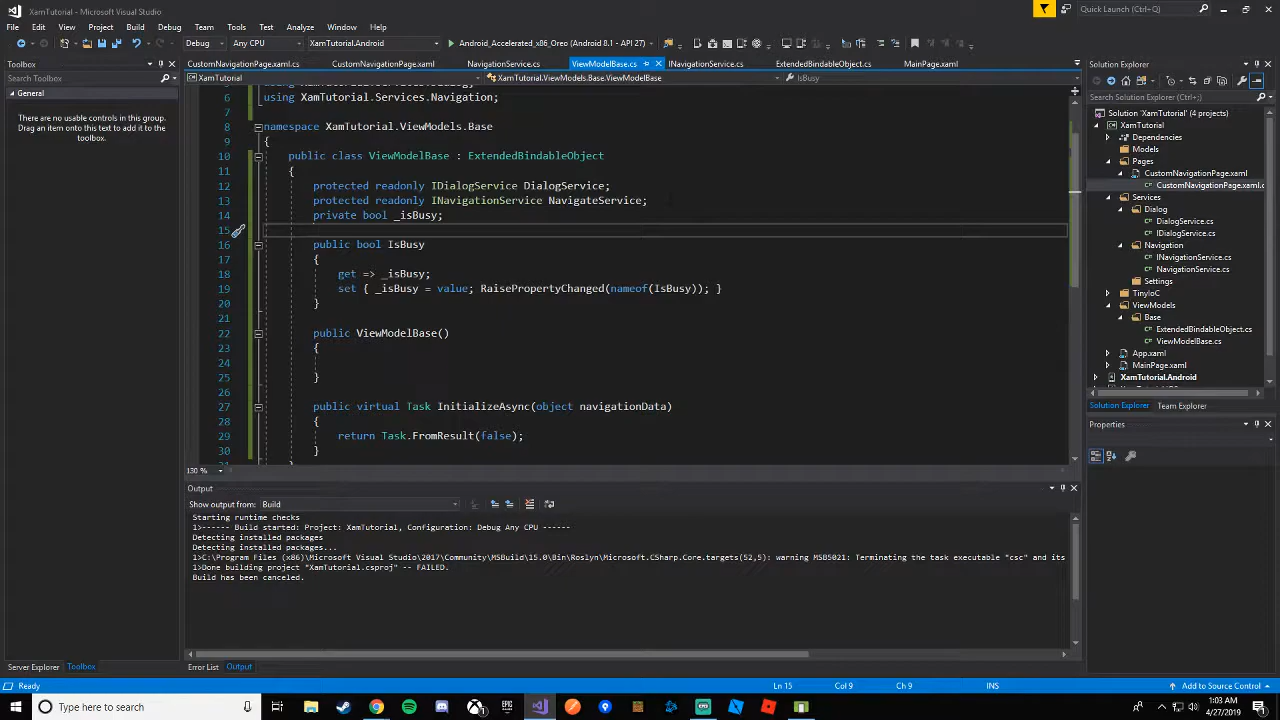 XamTutorial - Microsoft Visual Studio
Quick Launch (Ctrl+Q)
File Edit View Project Build Debug Team Tools Test Analyze Window Help
Debug Any CPU XamTutorial.Android Android_Accelerated_x86_Oreo (Android 8.1 - API 27)
Toolbox
Search Toolbox
General
There are no usable controls in this group.
Drag an item onto this text to add it to the
toolbox.
CustomNavigationPage.xaml.cs CustomNavigationPage.xaml NavigationService.cs ViewModelBase.cs INavigationService.cs ExtendedBindableObject.cs MainPage.xaml
XamTutorial XamTutorial.ViewModels.Base.ViewModelBase IsBusy
6 using XamTutorial.Services.Navigation;
7
8 namespace XamTutorial.ViewModels.Base
9 {
10 public class ViewModelBase : ExtendedBindableObject
11 {
12 protected readonly IDialogService DialogService;
13 protected readonly INavigationService NavigateService;
14 private bool _isBusy;
15
16 public bool IsBusy
17 {
18 get => _isBusy;
19 set { _isBusy = value; RaisePropertyChanged(nameof(IsBusy)); }
20 }
21
22 public ViewModelBase()
23 {
24
25 }
26
27 public virtual Task InitializeAsync(object navigationData)
28 {
29 return Task.FromResult(false);
30 }
130 %
Output
Show output from: Build
Starting runtime checks
1>------ Build started: Project: XamTutorial, Configuration: Debug Any CPU ------
Detecting installed packages
Detecting installed packages...
1>C:\Program Files (x86)\Microsoft Visual Studio\2017\Community\MSBuild\15.0\Bin\Roslyn\Microsoft.CSharp.Core.targets(52,5): warning MSB5021: Terminating the task executable "csc" and its
1>Done building project "XamTutorial.csproj" -- FAILED.
Build has been canceled.
Solution Explorer
Search Solution Explorer (Ctrl+;)
Solution 'XamTutorial' (4 projects)
XamTutorial
Dependencies
Models
Pages
CustomNavigationPage.xaml
CustomNavigationPage.xaml.c
Services
Dialog
DialogService.cs
IDialogService.cs
Navigation
INavigationService.cs
NavigationService.cs
Settings
TinyIoC
ViewModels
Base
ExtendedBindableObject.cs
ViewModelBase.cs
App.xaml
MainPage.xaml
XamTutorial.Android
Solution Explorer Team Explorer
Properties
Server Explorer Toolbox
Error List Output
Ready Ln 15 Col 9 Ch 9 INS Add to Source Control
Type here to search
1:03 AM
4/27/2019